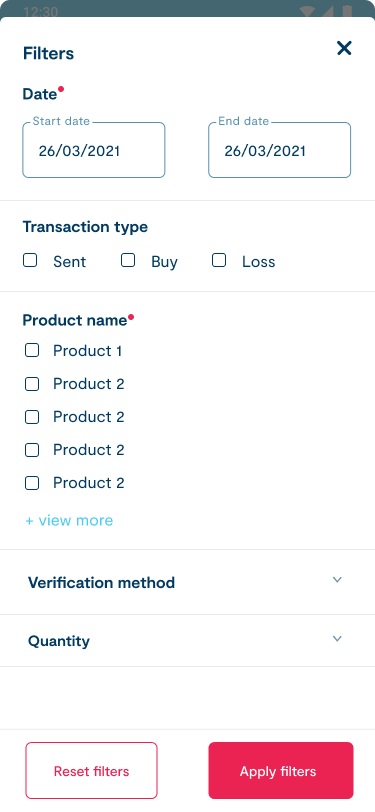 12:30
Filters
Date
Start date
End date
26/03/2021
26/03/2021
Transaction type
Sent
Buy
Loss
Product name
Product 1
Product 2
Product 2
Product 2
Product 2
+ view more
Verification method
Quantity
Reset filters
Apply filters